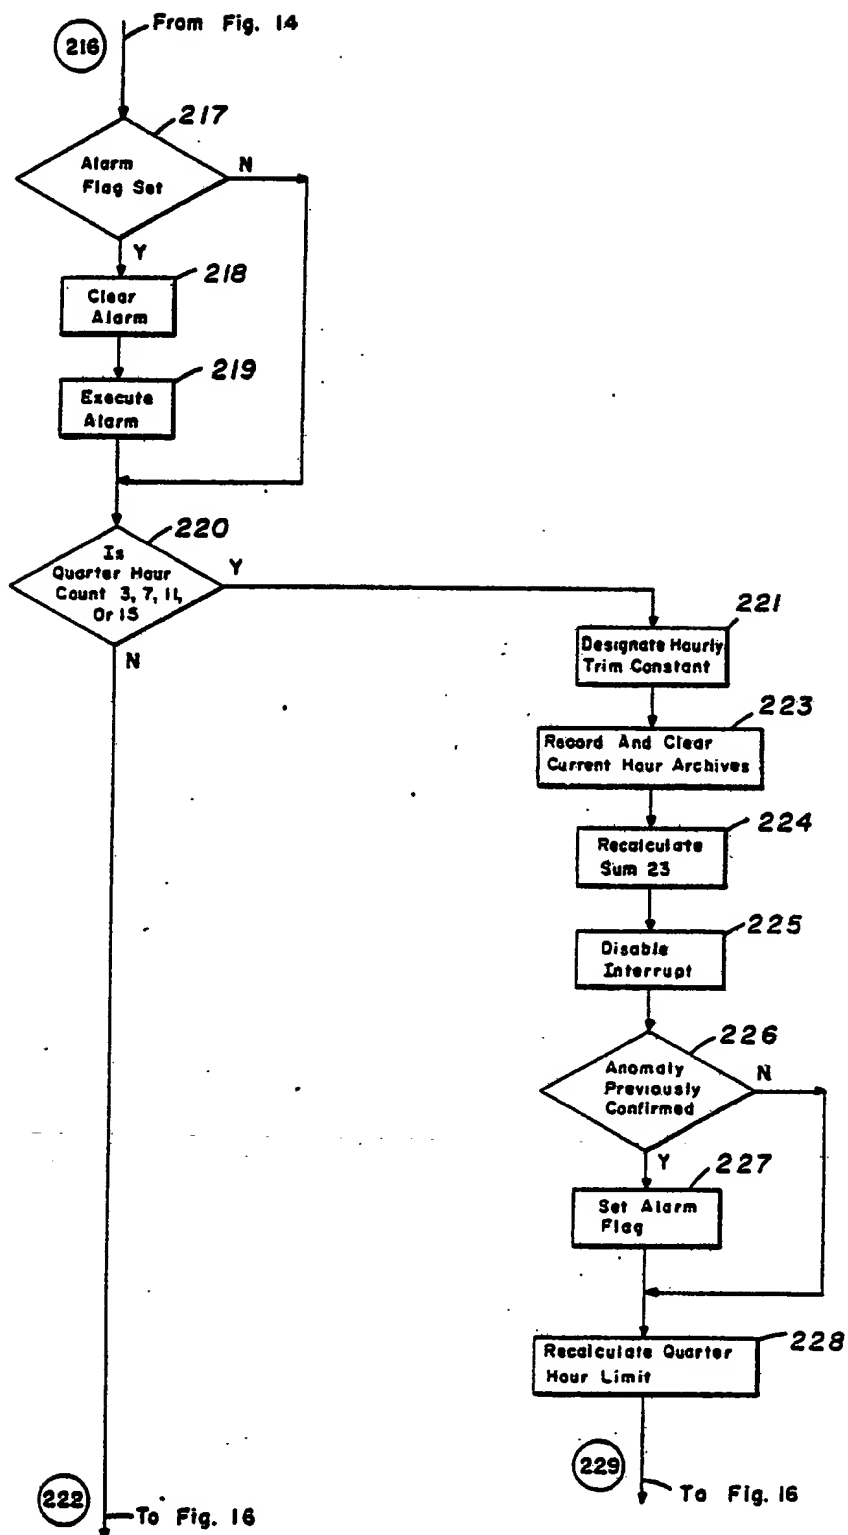 216
From Fig. 14
217
Alarm
Flag Set
N
Y
218
Clear
Alarm
219
Execute
Alarm
220
Is
Quarter Hour
Count 3, 7, 11,
Or 15
Y
N
221
Designate Hourly
Trim Constant
223
Record And Clear
Current Hour Archives
224
Recalculate
Sum 23
225
Disable
Interrupt
226
Anomaly
Previously
Confirmed
N
Y
227
Set Alarm
Flag
228
Recalculate Quarter
Hour Limit
229
To Fig. 16
222
To Fig. 16